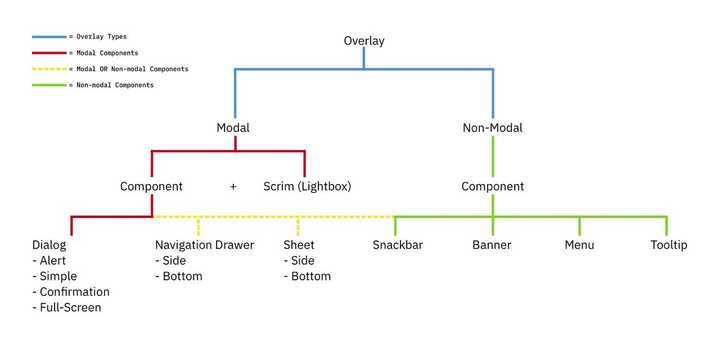 = Overlay Types
= Modal Components
= Modal OR Non-modal Components
= Non-modal Components
Overlay
Modal
Non-Modal
Component + Scrim (Lightbox)
Component
Dialog
- Alert
- Simple
- Confirmation
- Full-Screen
Navigation Drawer
- Side
- Bottom
Sheet
- Side
- Bottom
Snackbar
Banner
Menu
Tooltip